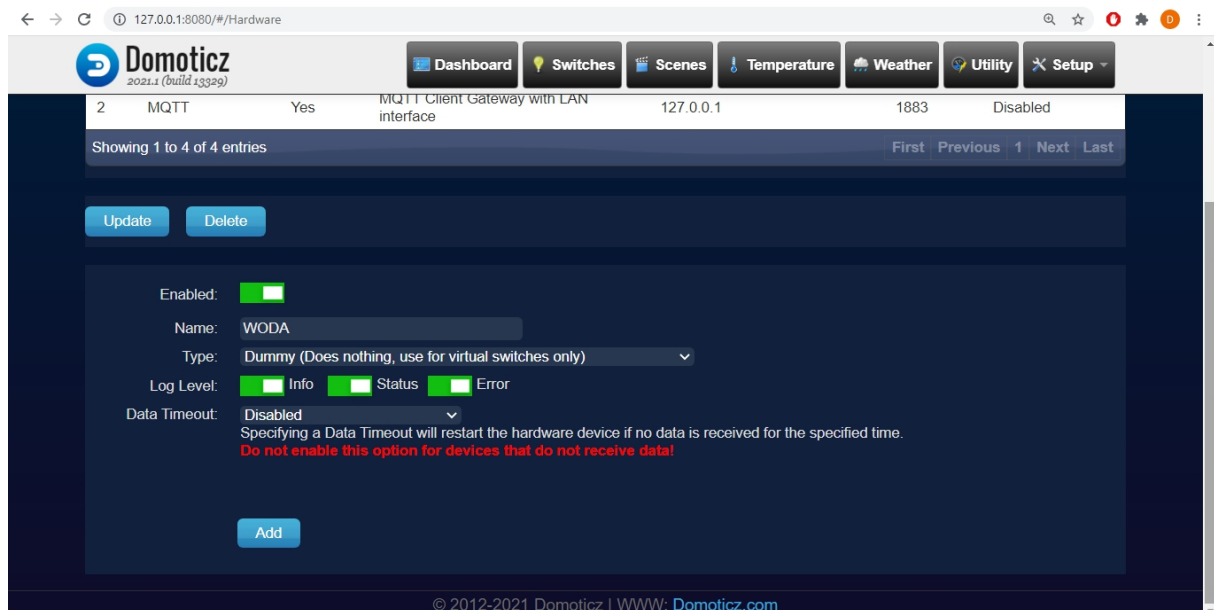 127.0.0.1:8080/#/Hardware
D
Domoticz
2021.1 (build 13329)
Dashboard Switches Scenes Temperature Weather Utility Setup
2 MQTT Yes MQTT Client Gateway with LAN interface 127.0.0.1 1883 Disabled
Showing 1 to 4 of 4 entries First Previous 1 Next Last
Update Delete
Enabled:
Name: WODA
Type: Dummy (Does nothing, use for virtual switches only)
Log Level: Info Status Error
Data Timeout: Disabled
Specifying a Data Timeout will restart the hardware device if no data is received for the specified time.
Do not enable this option for devices that do not receive data!
Add
© 2012-2021 Domoticz | WWW: Domoticz.com